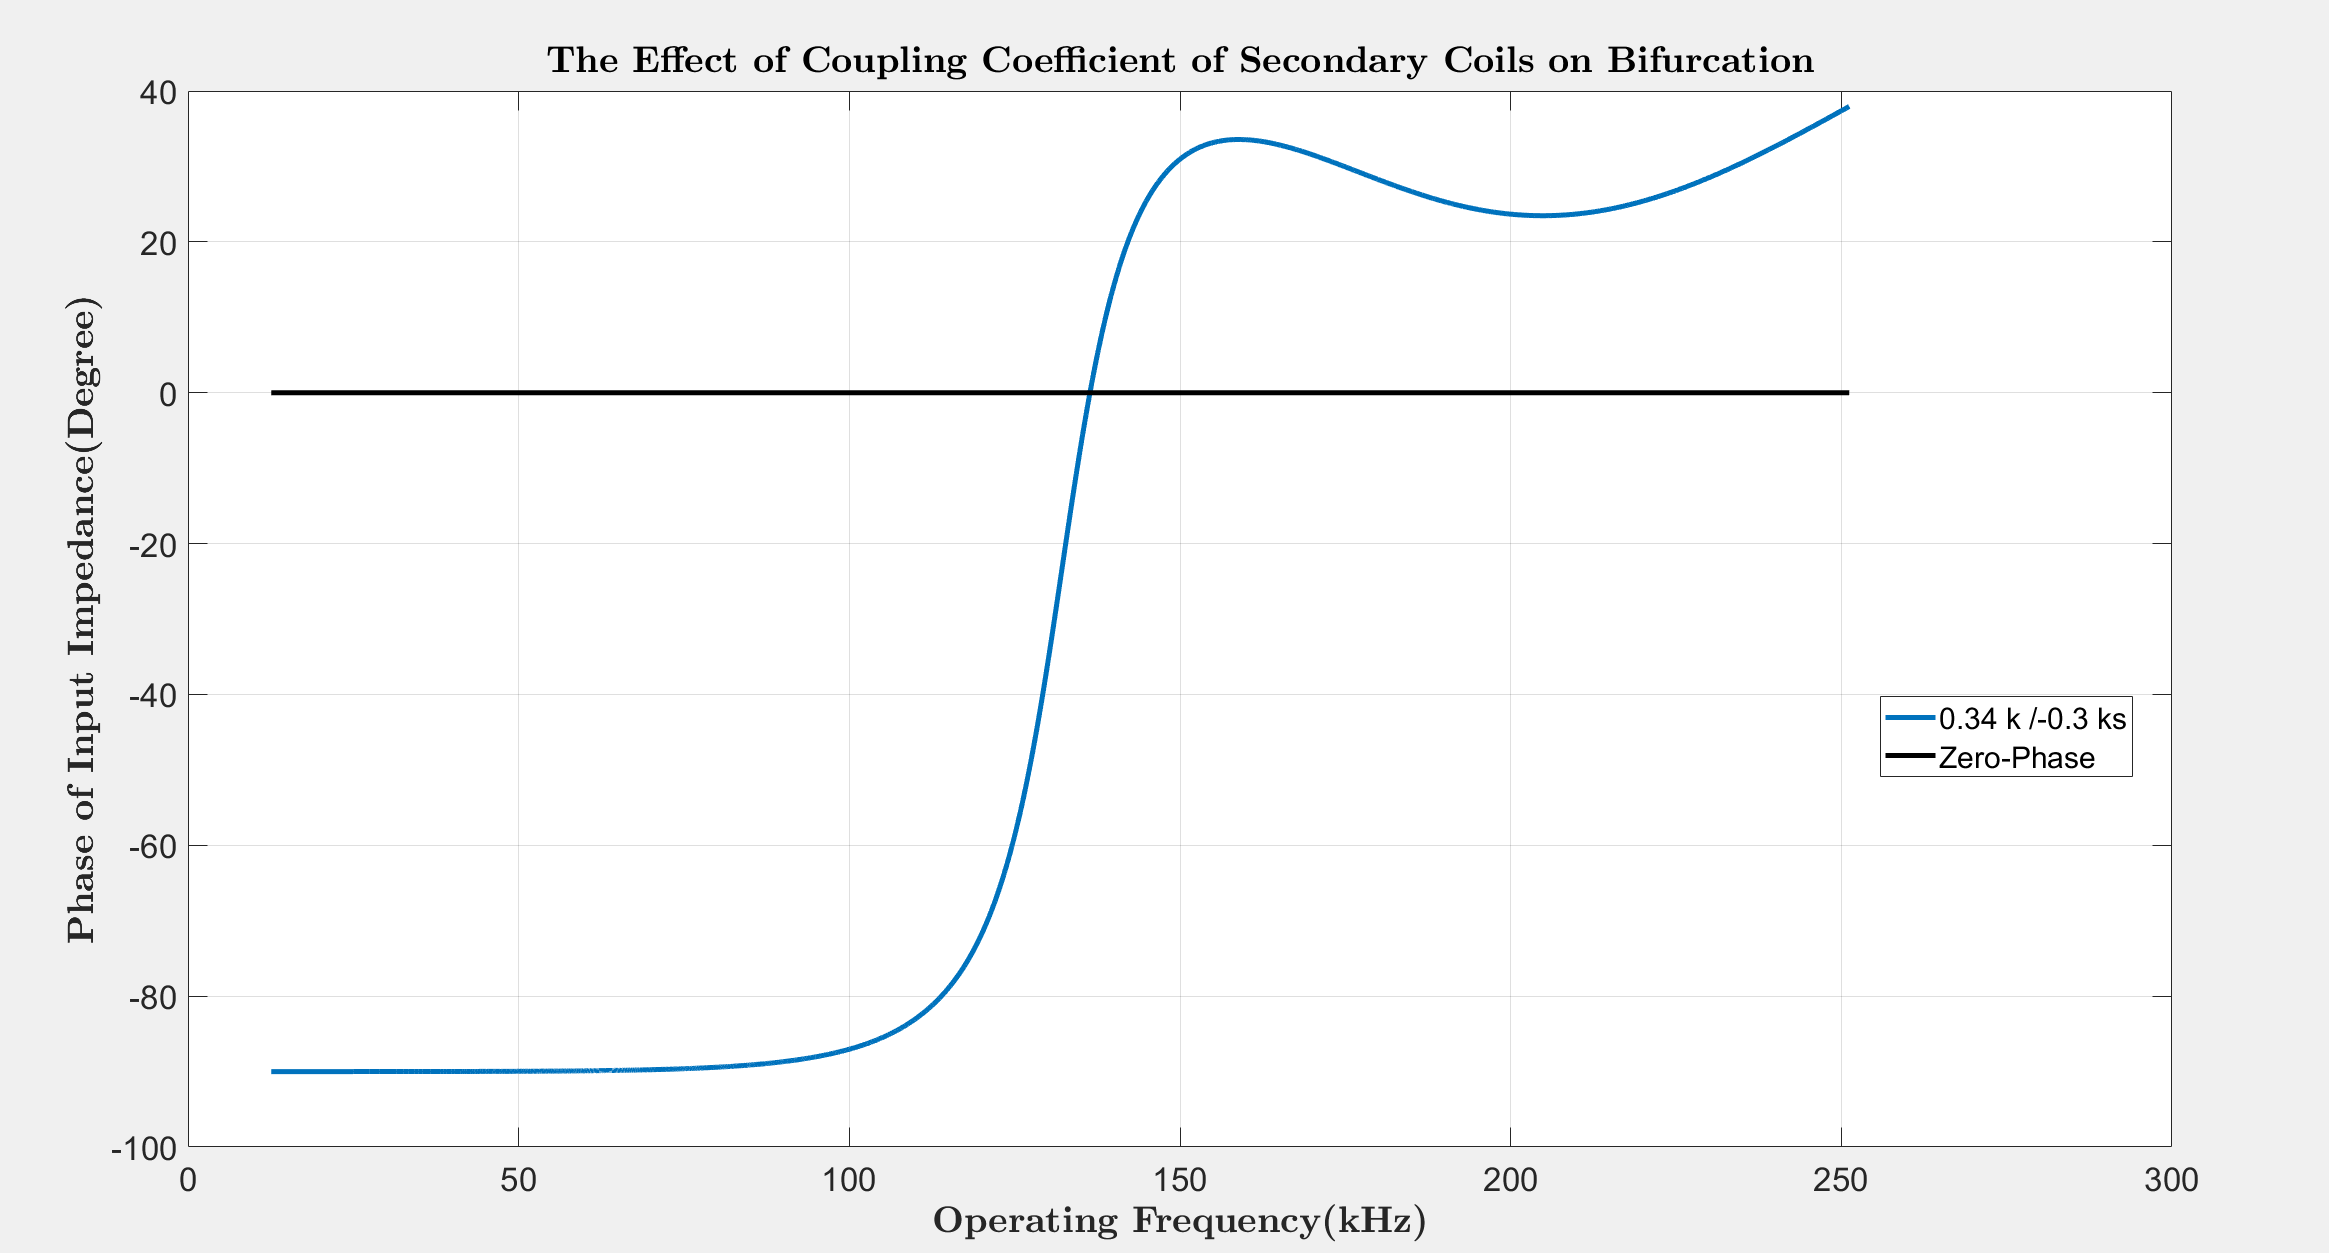 The Effect of Coupling Coefficient of Secondary Coils on Bifurcation
40
20
0
-20
-40
-60
-80
-100
Phase of Input Impedance(Degree)
0.34 k /-0.3 ks
Zero-Phase
0 50 100 150 200 250 300
Operating Frequency(kHz)